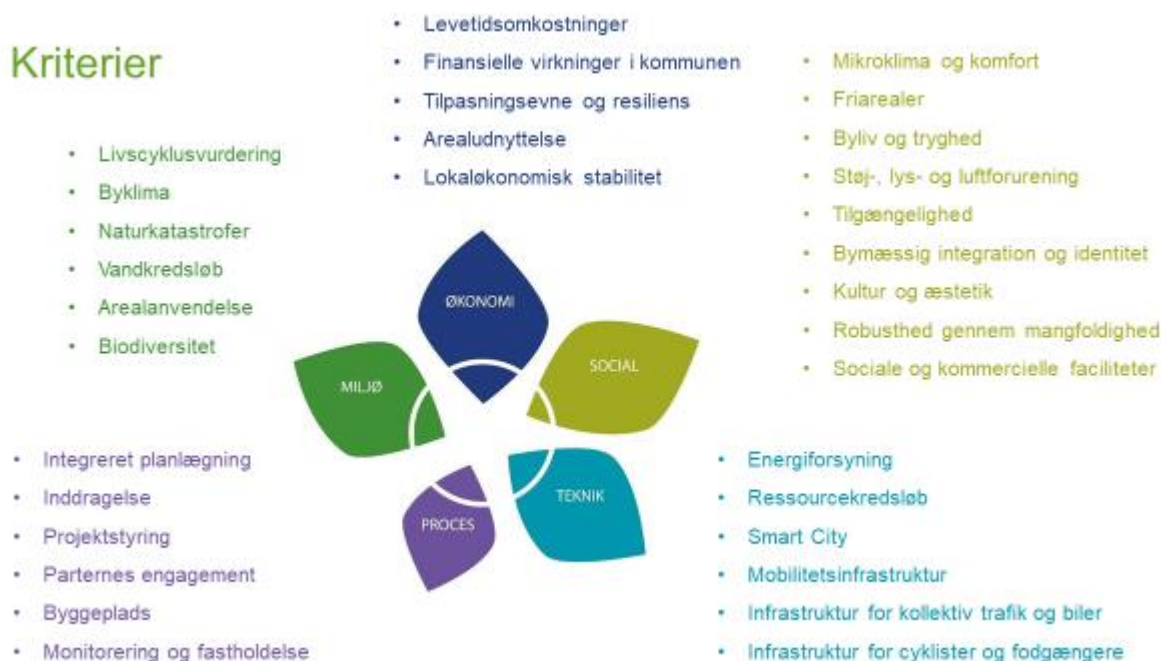 Kriterier
• Levetidsomkostninger
• Finansielle virkninger i kommunen
• Tilpasningsevne og resiliens
• Arealudnyttelse
• Lokaløkonomisk stabilitet
• Mikroklima og komfort
• Friarealer
• Byliv og tryghed
• Støj-, lys- og luftforurening
• Tilgængelighed
• Bymæssig integration og identitet
• Kultur og æstetik
• Robusthed gennem mangfoldighed
• Sociale og kommercielle faciliteter
• Livscyklusvurdering
• Byklima
• Naturkatastrofer
• Vandkredsløb
• Arealanvendelse
• Biodiversitet
ØKONOMI
SOCIAL
MILJØ
TEKNIK
PROCES
• Integreret planlægning
• Inddragelse
• Projektstyring
• Parternes engagement
• Byggeplads
• Monitorering og fastholdelse
• Energiforsyning
• Ressourcekredsløb
• Smart City
• Mobilitetsinfrastruktur
• Infrastruktur for kollektiv trafik og biler
• Infrastruktur for cyklister og fodgængere